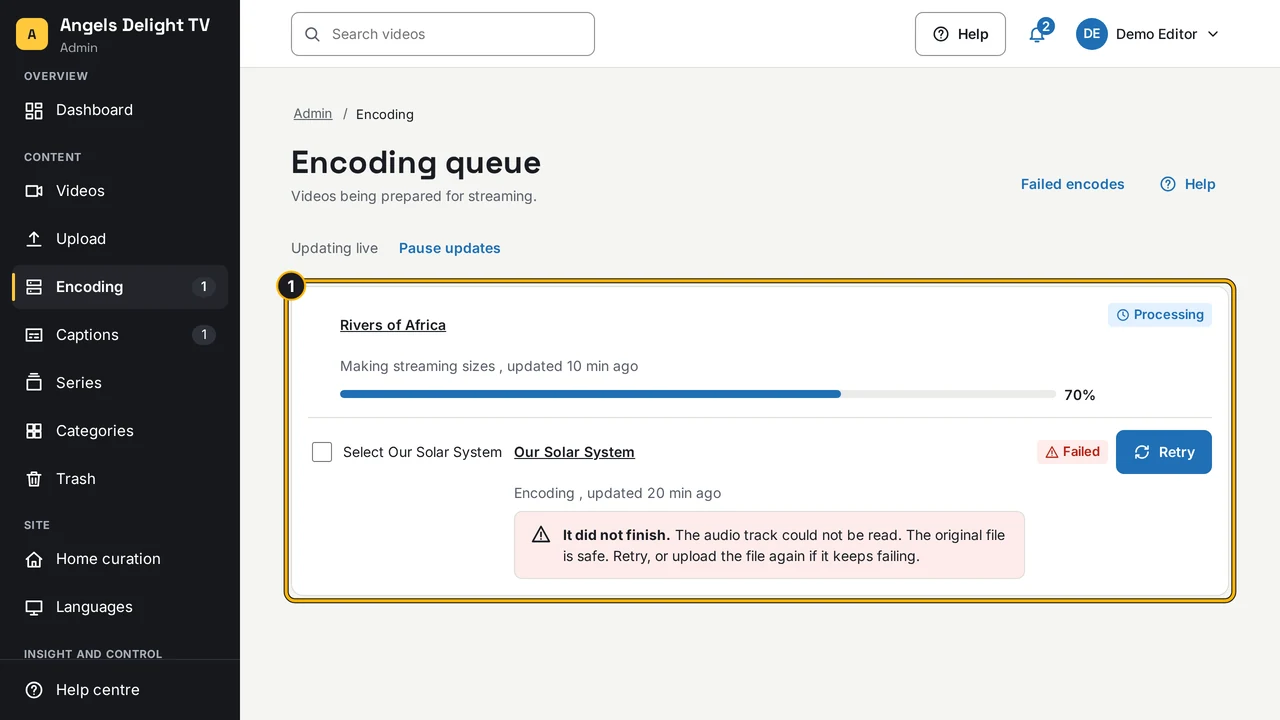 A
Angels Delight TV
Admin
OVERVIEW
Dashboard
CONTENT
Videos
Upload
Encoding 1
Captions 1
Series
Categories
Trash
SITE
Home curation
Languages
INSIGHT AND CONTROL
Help centre
Search videos
Help
2
DE
Demo Editor
Admin / Encoding
Encoding queue
Videos being prepared for streaming.
Failed encodes
Help
Updating live
Pause updates
1
Rivers of Africa
Processing
Making streaming sizes , updated 10 min ago
70%
Select Our Solar System
Our Solar System
Failed
Retry
Encoding , updated 20 min ago
It did not finish. The audio track could not be read. The original file
is safe. Retry, or upload the file again if it keeps failing.